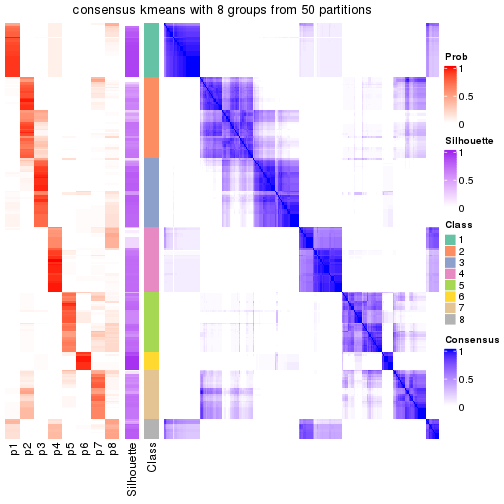 consensus kmeans with 8 groups from 50 partitions
Prob
1
0.5
0
Silhouette
1
0.5
0
Class
1
2
3
4
5
6
7
8
Consensus
1
0.5
0
p1
p2
p3
p4
p5
p6
p7
p8
Silhouette
Class